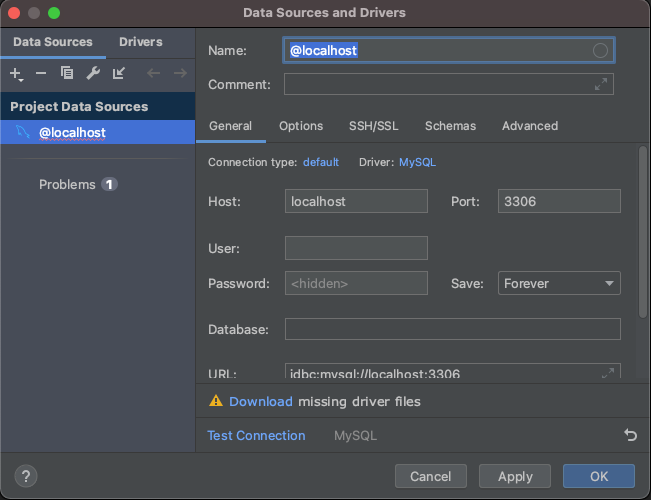 Data Sources and Drivers
Data Sources Drivers
Project Data Sources
@localhost
Problems 1
Name: @localhost
Comment:
General Options SSH/SSL Schemas Advanced
Connection type: default Driver: MySQL
Host: localhost Port: 3306
User:
Password: <hidden> Save: Forever
Database:
URL: jdbc:mysql://localhost:3306
Download missing driver files
Test Connection MySQL
? Cancel Apply OK